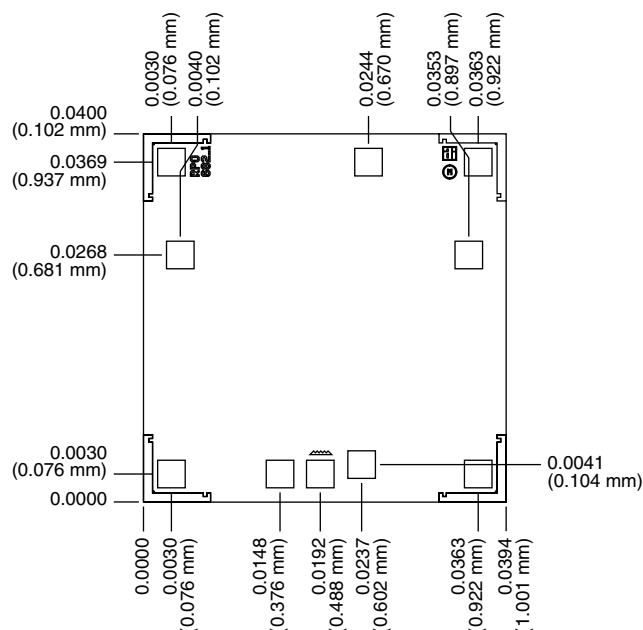 0.0030
(0.076 mm)
0.0040
(0.102 mm)
0.0244
(0.670 mm)
0.0353
(0.897 mm)
0.0363
(0.922 mm)
0.0400
(0.102 mm)
0.0369
(0.937 mm)
RPO
0.0268
(0.681 mm)
0.0030
(0.076 mm)
0.0000
0.0041
(0.104 mm)
0.0000
0.0030
(0.076 mm)
0.0148
(0.376 mm)
0.0192
(0.488 mm)
0.0237
(0.602 mm)
0.0363
(0.922 mm)
0.0394
(1.001 mm)